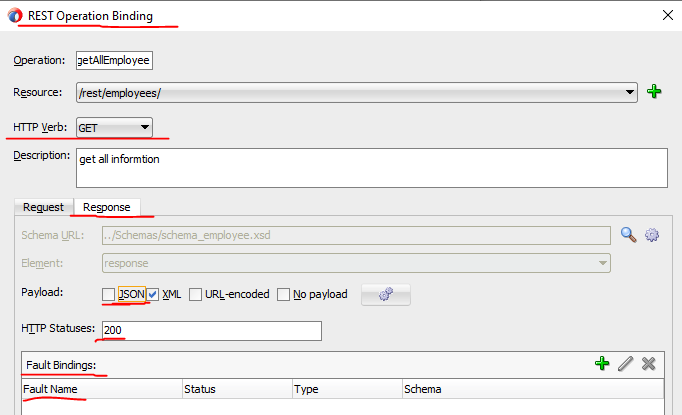 REST Operation Binding
Operation: getAllEmployee
Resource: /rest/employees/
HTTP Verb: GET
Description: get all informtion
Request Response
Schema URL: ../Schemas/schema_employee.xsd
Element: response
Payload: JSON XML URL-encoded No payload
HTTP Statuses: 200
Fault Bindings:
Fault Name Status Type Schema